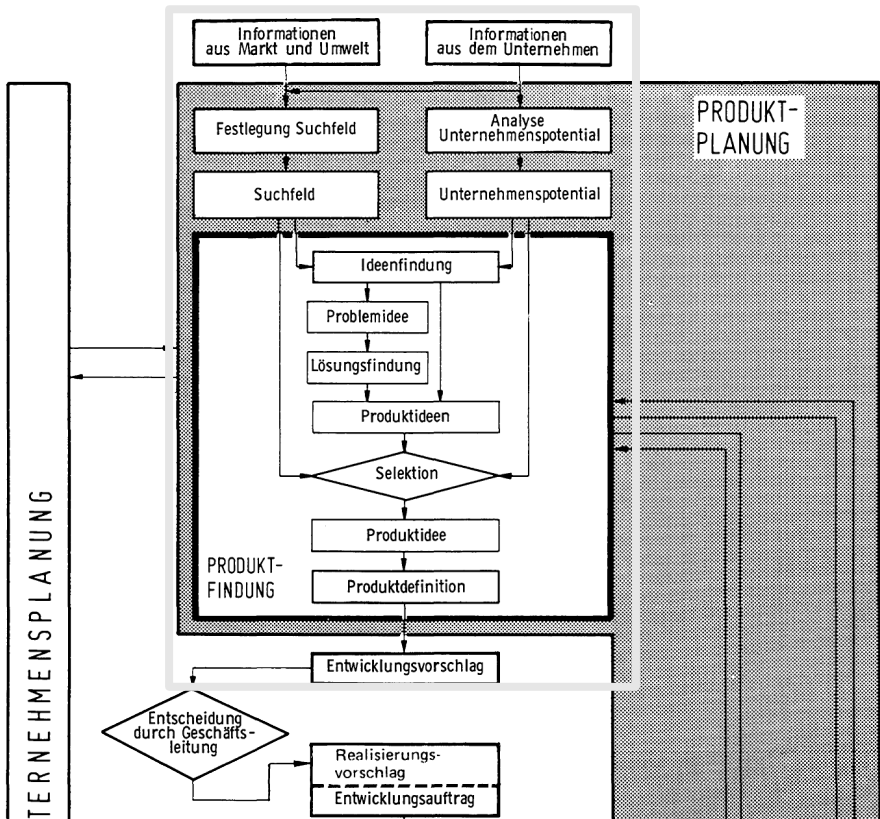 Informationen
aus Markt und Umwelt
Informationen
aus dem Unternehmen
PRODUKT-
PLANUNG
Festlegung Suchfeld
Analyse
Unternehmenspotential
Suchfeld
Unternehmenspotential
Ideenfindung
Problemidee
Lösungsfindung
Produktideen
Selektion
Produktidee
PRODUKT-
FINDUNG
Produktdefinition
Entwicklungsvorschlag
Entscheidung
durch Geschäfts-
leitung
Realisierungs-
vorschlag
Entwicklungsauftrag
TERNEHMENSPLANUNG